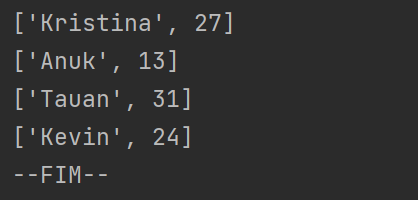 ['Kristina', 27]
['Anuk', 13]
['Tauan', 31]
['Kevin', 24]
--FIM--